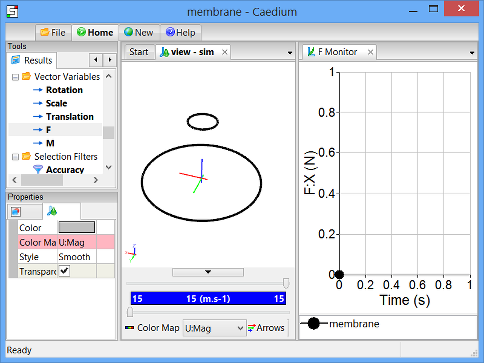 membrane - Caedium
File Home New Help
Tools
Results
Vector Variables
Rotation
Scale
Translation
F
M
Selection Filters
Accuracy
Properties
Color
Color Ma U:Mag
Style Smooth
Transpare
Start view - sim
15 15 (m.s-1) 15
Color Map U:Mag Arrows
F Monitor
F:X (N)
1
0.8
0.6
0.4
0.2
0
0 0.2 0.4 0.6 0.8 1
Time (s)
membrane
Ready